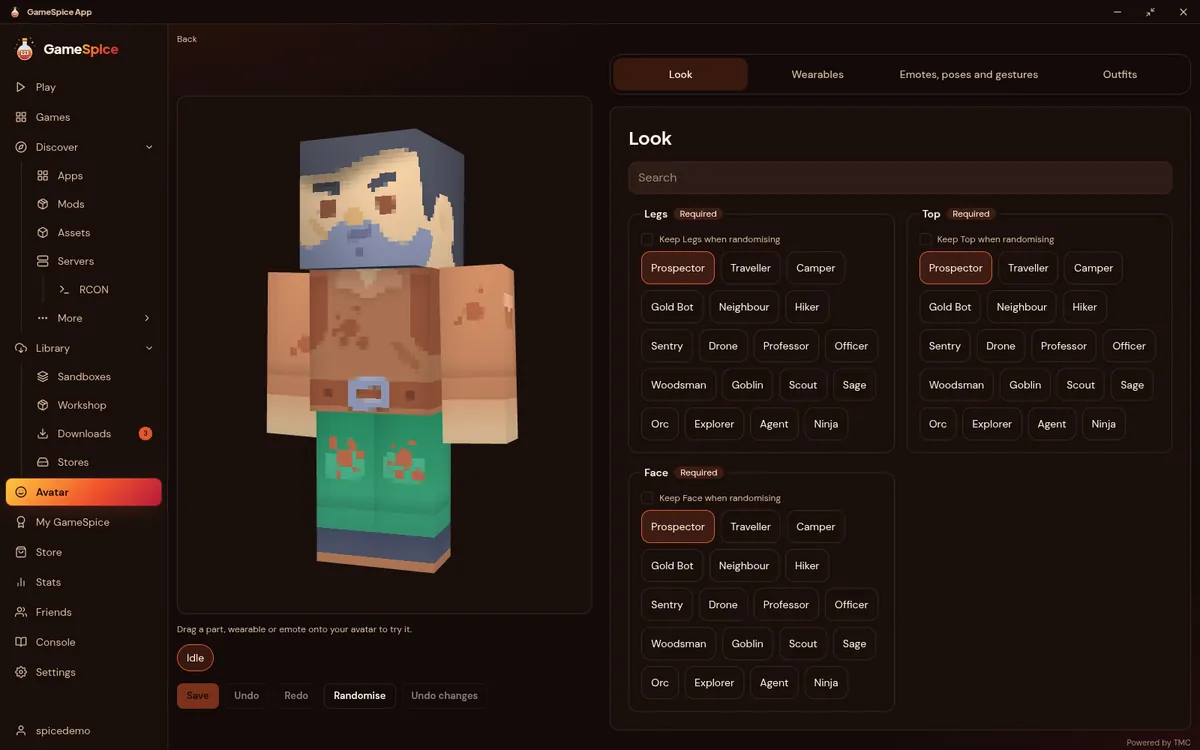 GameSpice App
GameSpice
Play
Games
Discover
Apps
Mods
Assets
Servers
RCON
More
Library
Sandboxes
Workshop
Downloads 3
Stores
Avatar
My GameSpice
Store
Stats
Friends
Console
Settings
spicedemo
Back
Drag a part, wearable or emote onto your avatar to try it.
Idle
Save Undo Redo Randomise Undo changes
Look Wearables Emotes, poses and gestures Outfits
Look
Search
Legs Required
Keep Legs when randomising
Prospector Traveller Camper
Gold Bot Neighbour Hiker
Sentry Drone Professor Officer
Woodsman Goblin Scout Sage
Orc Explorer Agent Ninja
Top Required
Keep Top when randomising
Prospector Traveller Camper
Gold Bot Neighbour Hiker
Sentry Drone Professor Officer
Woodsman Goblin Scout Sage
Orc Explorer Agent Ninja
Face Required
Keep Face when randomising
Prospector Traveller Camper
Gold Bot Neighbour Hiker
Sentry Drone Professor Officer
Woodsman Goblin Scout Sage
Orc Explorer Agent Ninja
Powered by TMC